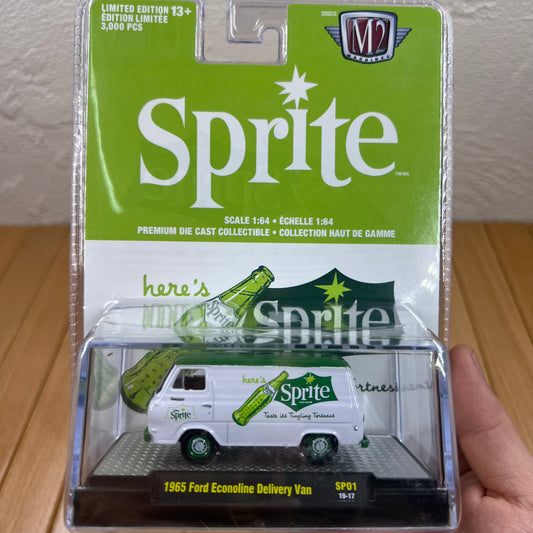 LIMITED EDITION 13+
ÉDITION LIMITÉE
3,000 PCS
M2
MACHINES
Sprite
TM/MC
SCALE 1:64 • ÉCHELLE 1:64
PREMIUM DIE CAST COLLECTIBLE • COLLECTION HAUT DE GAMME
here's
Sprite
here's
Sprite
Taste its Tingling Tartness
Sprite
1965 Ford Econoline Delivery Van
SP01
19-17